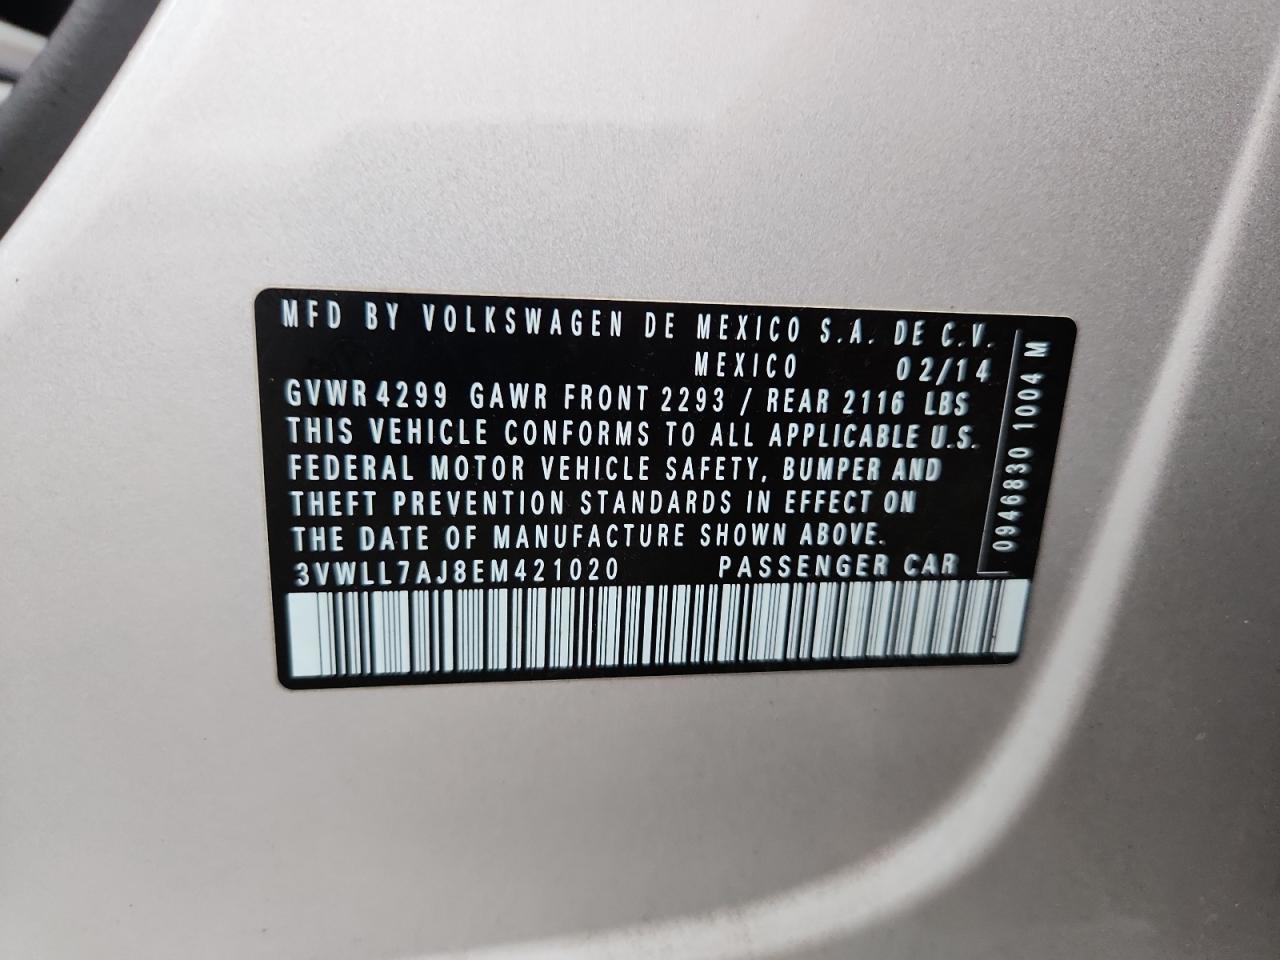 MFD BY VOLKSWAGEN DE MEXICO S.A. DE C.V.
MEXICO 02/14
GVWR 4299 GAWR FRONT 2293 / REAR 2116 LBS
THIS VEHICLE CONFORMS TO ALL APPLICABLE U.S.
FEDERAL MOTOR VEHICLE SAFETY, BUMPER AND
THEFT PREVENTION STANDARDS IN EFFECT ON
THE DATE OF MANUFACTURE SHOWN ABOVE.
3VWLL7AJ8EM421020 PASSENGER CAR
0946830 1004 M